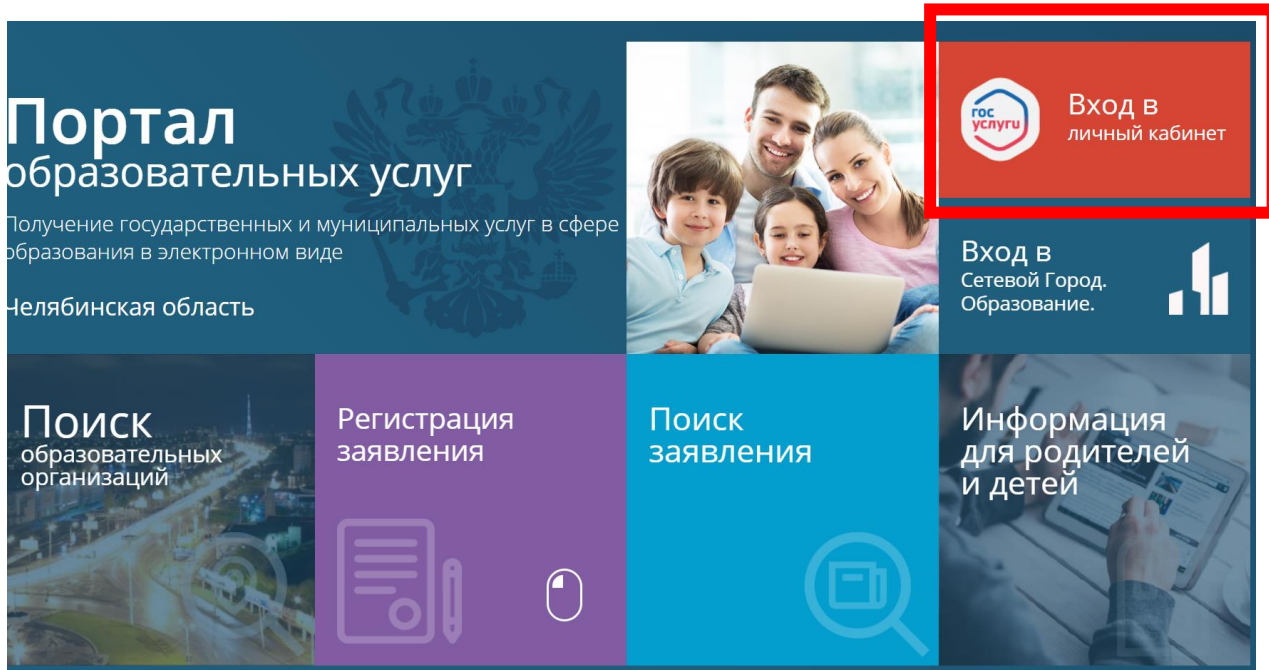 Портал
образовательных услуг
Получение государственных и муниципальных услуг в сфере
образования в электронном виде
Челябинская область
гос
услуги
Вход в
личный кабинет
Вход в
Сетевой Город.
Образование.
Поиск
образовательных
организаций
Регистрация
заявления
Поиск
заявления
Информация
для родителей
и детей